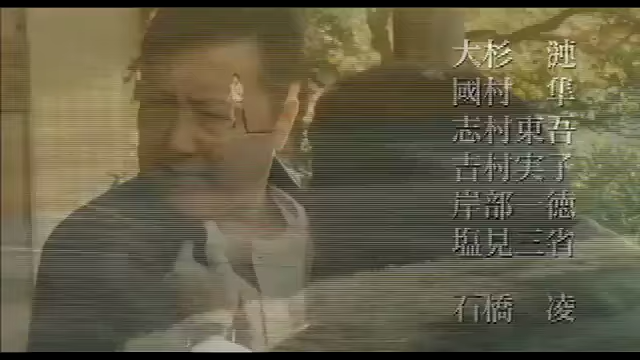 大杉　漣
國村　隼
志村東吾
吉村実子
岸部一徳
塩見三省
石橋　凌